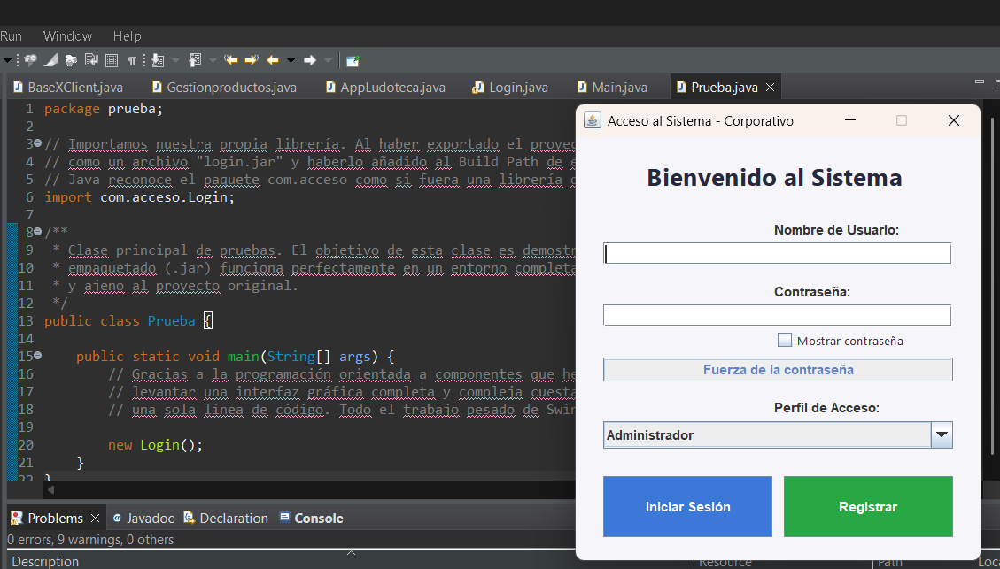 Run Window Help
BaseXClient.java Gestionproductos.java AppLudoteca.java Login.java Main.java Prueba.java
1 package prueba;
2
3 // Importamos nuestra propia librería. Al haber exportado el proyec
4 // como un archivo "login.jar" y haberlo añadido al Build Path de e
5 // Java reconoce el paquete com.acceso como si fuera una librería
6 import com.acceso.Login;
7
8 /**
9 * Clase principal de pruebas. El objetivo de esta clase es demostr
10 * empaquetado (.jar) funciona perfectamente en un entorno completa
11 * y ajeno al proyecto original.
12 */
13 public class Prueba {
14
15 public static void main(String[] args) {
16 // Gracias a la programación orientada a componentes que he
17 // levantar una interfaz gráfica completa y compleja cuesta
18 // una sola línea de código. Todo el trabajo pesado de Swin
19
20 new Login();
21 }
22 }
Acceso al Sistema - Corporativo
Bienvenido al Sistema
Nombre de Usuario:
Contraseña:
Mostrar contraseña
Fuerza de la contraseña
Perfil de Acceso:
Administrador
Iniciar Sesión Registrar
Problems Javadoc Declaration Console
0 errors, 9 warnings, 0 others
Description Resource Path Loca